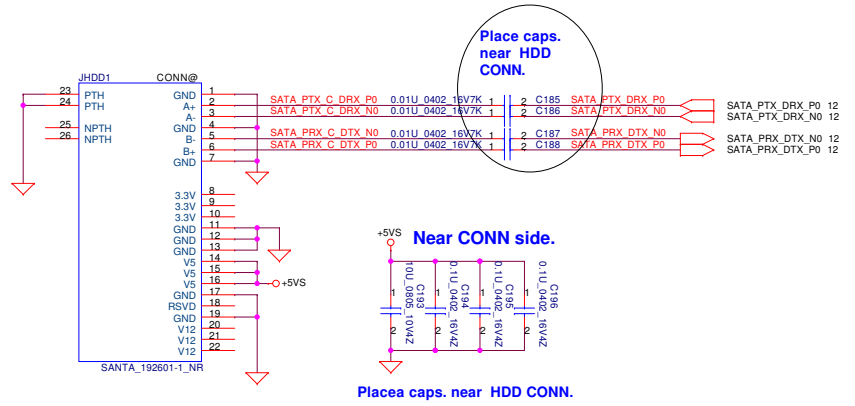 Place caps.
near HDD
CONN.
JHDD1 CONN@
23 PTH GND 1
24 PTH A+ 2 SATA_PTX_C_DRX_P0 0.01U_0402_16V7K 1 2 C185 SATA_PTX_DRX_P0 SATA_PTX_DRX_P0 12
A- 3 SATA_PTX_C_DRX_N0 0.01U_0402_16V7K 1 2 C186 SATA_PTX_DRX_N0 SATA_PTX_DRX_N0 12
25 NPTH GND 4
26 NPTH B- 5 SATA_PRX_C_DTX_N0 0.01U_0402_16V7K 1 2 C187 SATA_PRX_DTX_N0 SATA_PRX_DTX_N0 12
B+ 6 SATA_PRX_C_DTX_P0 0.01U_0402_16V7K 1 2 C188 SATA_PRX_DTX_P0 SATA_PRX_DTX_P0 12
GND 7
3.3V 8
3.3V 9
3.3V 10
GND 11
GND 12
GND 13
V5 14
V5 15
V5 16 +5VS
GND 17
RSVD 18
GND 19
V12 20
V12 21
V12 22
SANTA_192601-1_NR
+5VS
Near CONN side.
1 2 C193 10U_0805_10V4Z
1 2 C194 0.1U_0402_16V4Z
1 2 C195 0.1U_0402_16V4Z
1 2 C196 0.1U_0402_16V4Z
Placea caps. near HDD CONN.